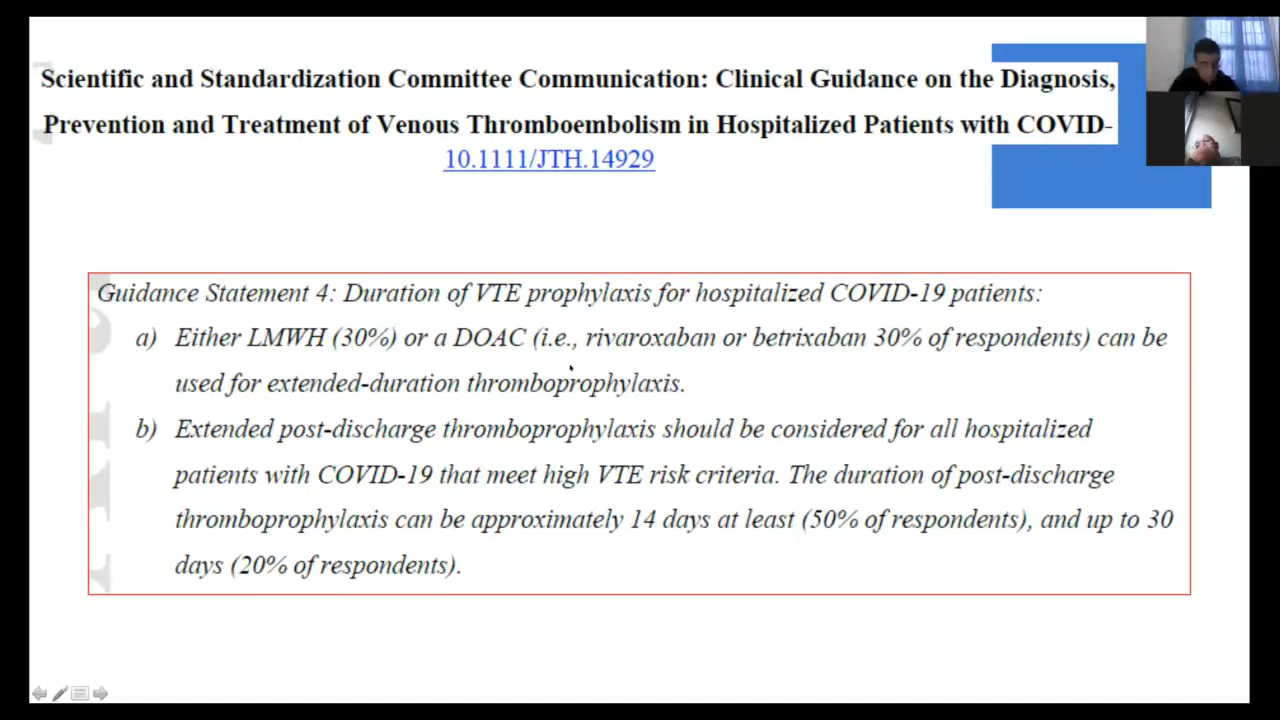 Scientific and Standardization Committee Communication: Clinical Guidance on the Diagnosis,
Prevention and Treatment of Venous Thromboembolism in Hospitalized Patients with COVID-
10.1111/JTH.14929
Guidance Statement 4: Duration of VTE prophylaxis for hospitalized COVID-19 patients:
a) Either LMWH (30%) or a DOAC (i.e., rivaroxaban or betrixaban 30% of respondents) can be
used for extended-duration thromboprophylaxis.
b) Extended post-discharge thromboprophylaxis should be considered for all hospitalized
patients with COVID-19 that meet high VTE risk criteria. The duration of post-discharge
thromboprophylaxis can be approximately 14 days at least (50% of respondents), and up to 30
days (20% of respondents).